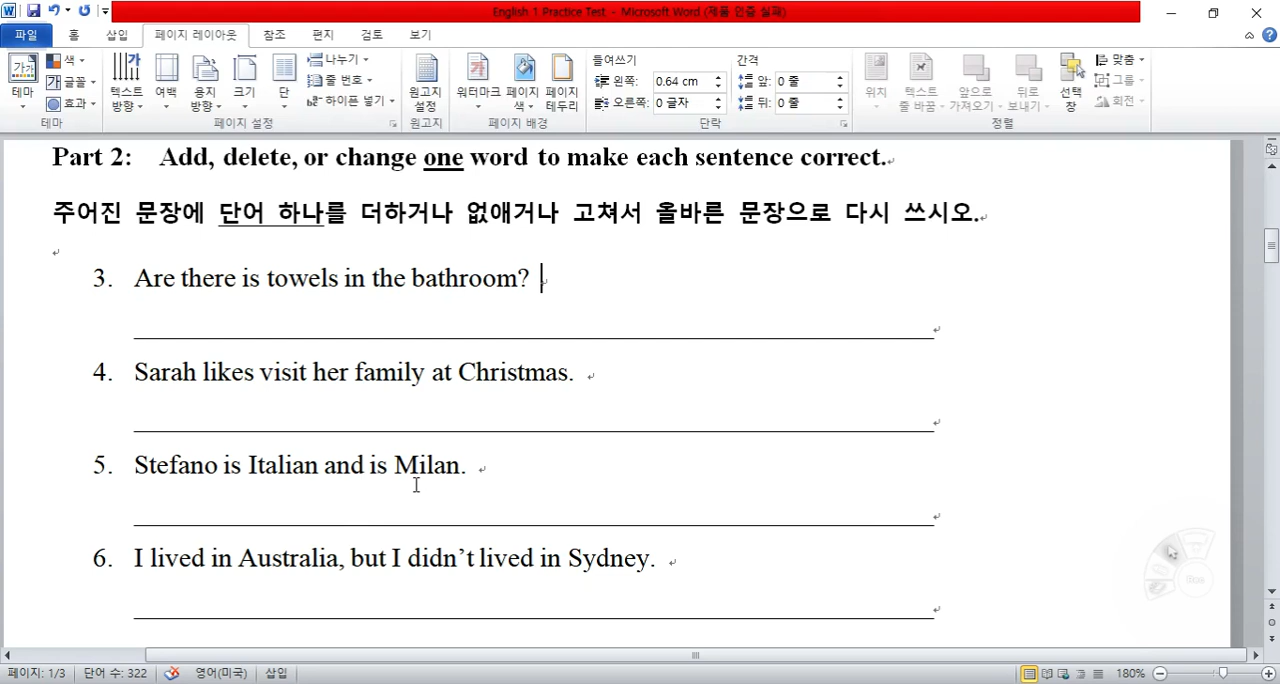 English 1 Practice Test - Microsoft Word (제품 인증 실패)
파일 홈 삽입 페이지 레이아웃 참조 편지 검토 보기
가가 테마 색 글꼴 효과 텍스트 방향 여백 용지 방향 크기 단 나누기 줄 번호 하이픈 넣기 원고지 설정 워터마크 페이지 색 페이지 테두리 들여쓰기 왼쪽: 0.64 cm 오른쪽: 0 글자 간격 앞: 0 줄 뒤: 0 줄 위치 텍스트 줄 바꿈 앞으로 가져오기 뒤로 보내기 선택 창 맞춤 그룹 회전
테마 페이지 설정 원고지 페이지 배경 단락 정렬
Part 2: Add, delete, or change one word to make each sentence correct.
주어진 문장에 단어 하나를 더하거나 없애거나 고쳐서 올바른 문장으로 다시 쓰시오.
3. Are there is towels in the bathroom?
4. Sarah likes visit her family at Christmas.
5. Stefano is Italian and is Milan.
6. I lived in Australia, but I didn’t lived in Sydney.
페이지: 1/3 단어 수: 322 영어(미국) 삽입 180%